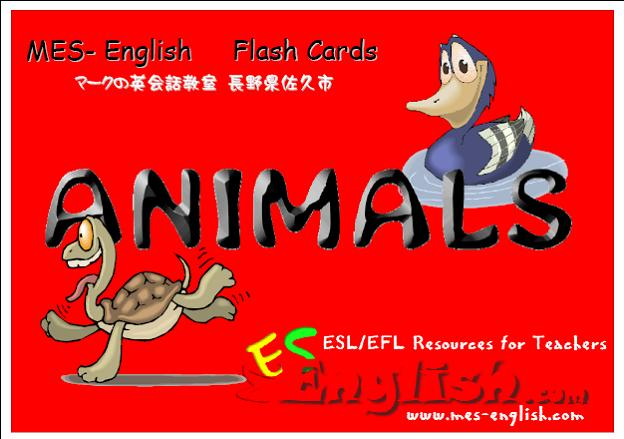 MES- English Flash Cards
マークの英会話教室 長野県佐久市
ANIMALS
ESL/EFL Resources for Teachers
ES English.com
www.mes-english.com